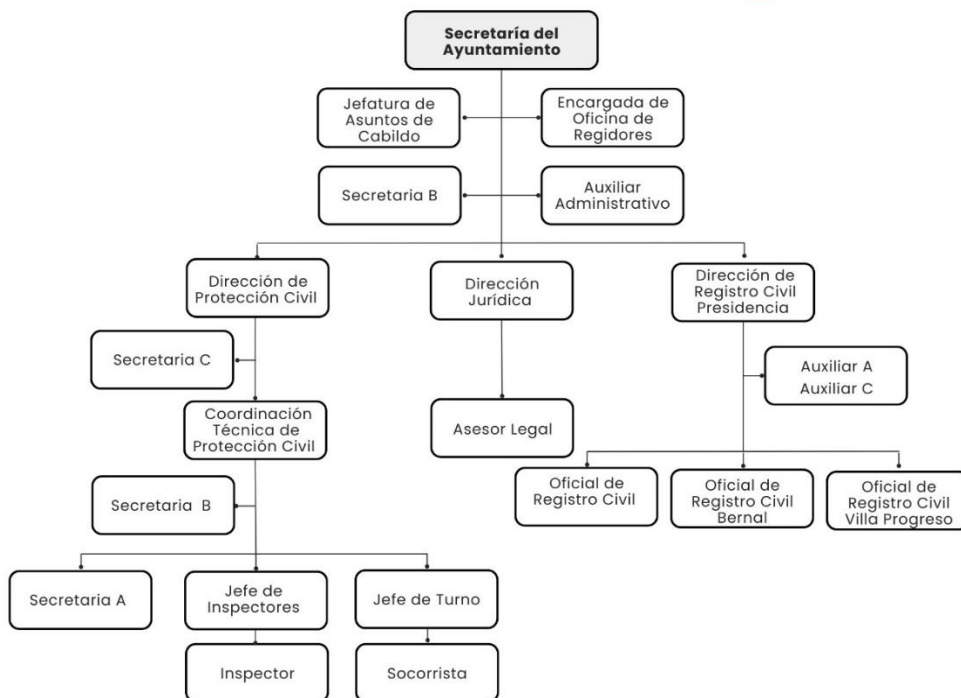 Secretaría del
Ayuntamiento
Jefatura de
Asuntos de
Cabildo
Encargada de
Oficina de
Regidores
Secretaria B
Auxiliar
Administrativo
Dirección de
Protección Civil
Dirección
Jurídica
Dirección de
Registro Civil
Presidencia
Secretaria C
Auxiliar A
Auxiliar C
Coordinación
Técnica de
Protección Civil
Asesor Legal
Secretaria B
Oficial de
Registro Civil
Oficial de
Registro Civil
Bernal
Oficial de
Registro Civil
Villa Progreso
Secretaria A
Jefe de
Inspectores
Jefe de Turno
Inspector
Socorrista